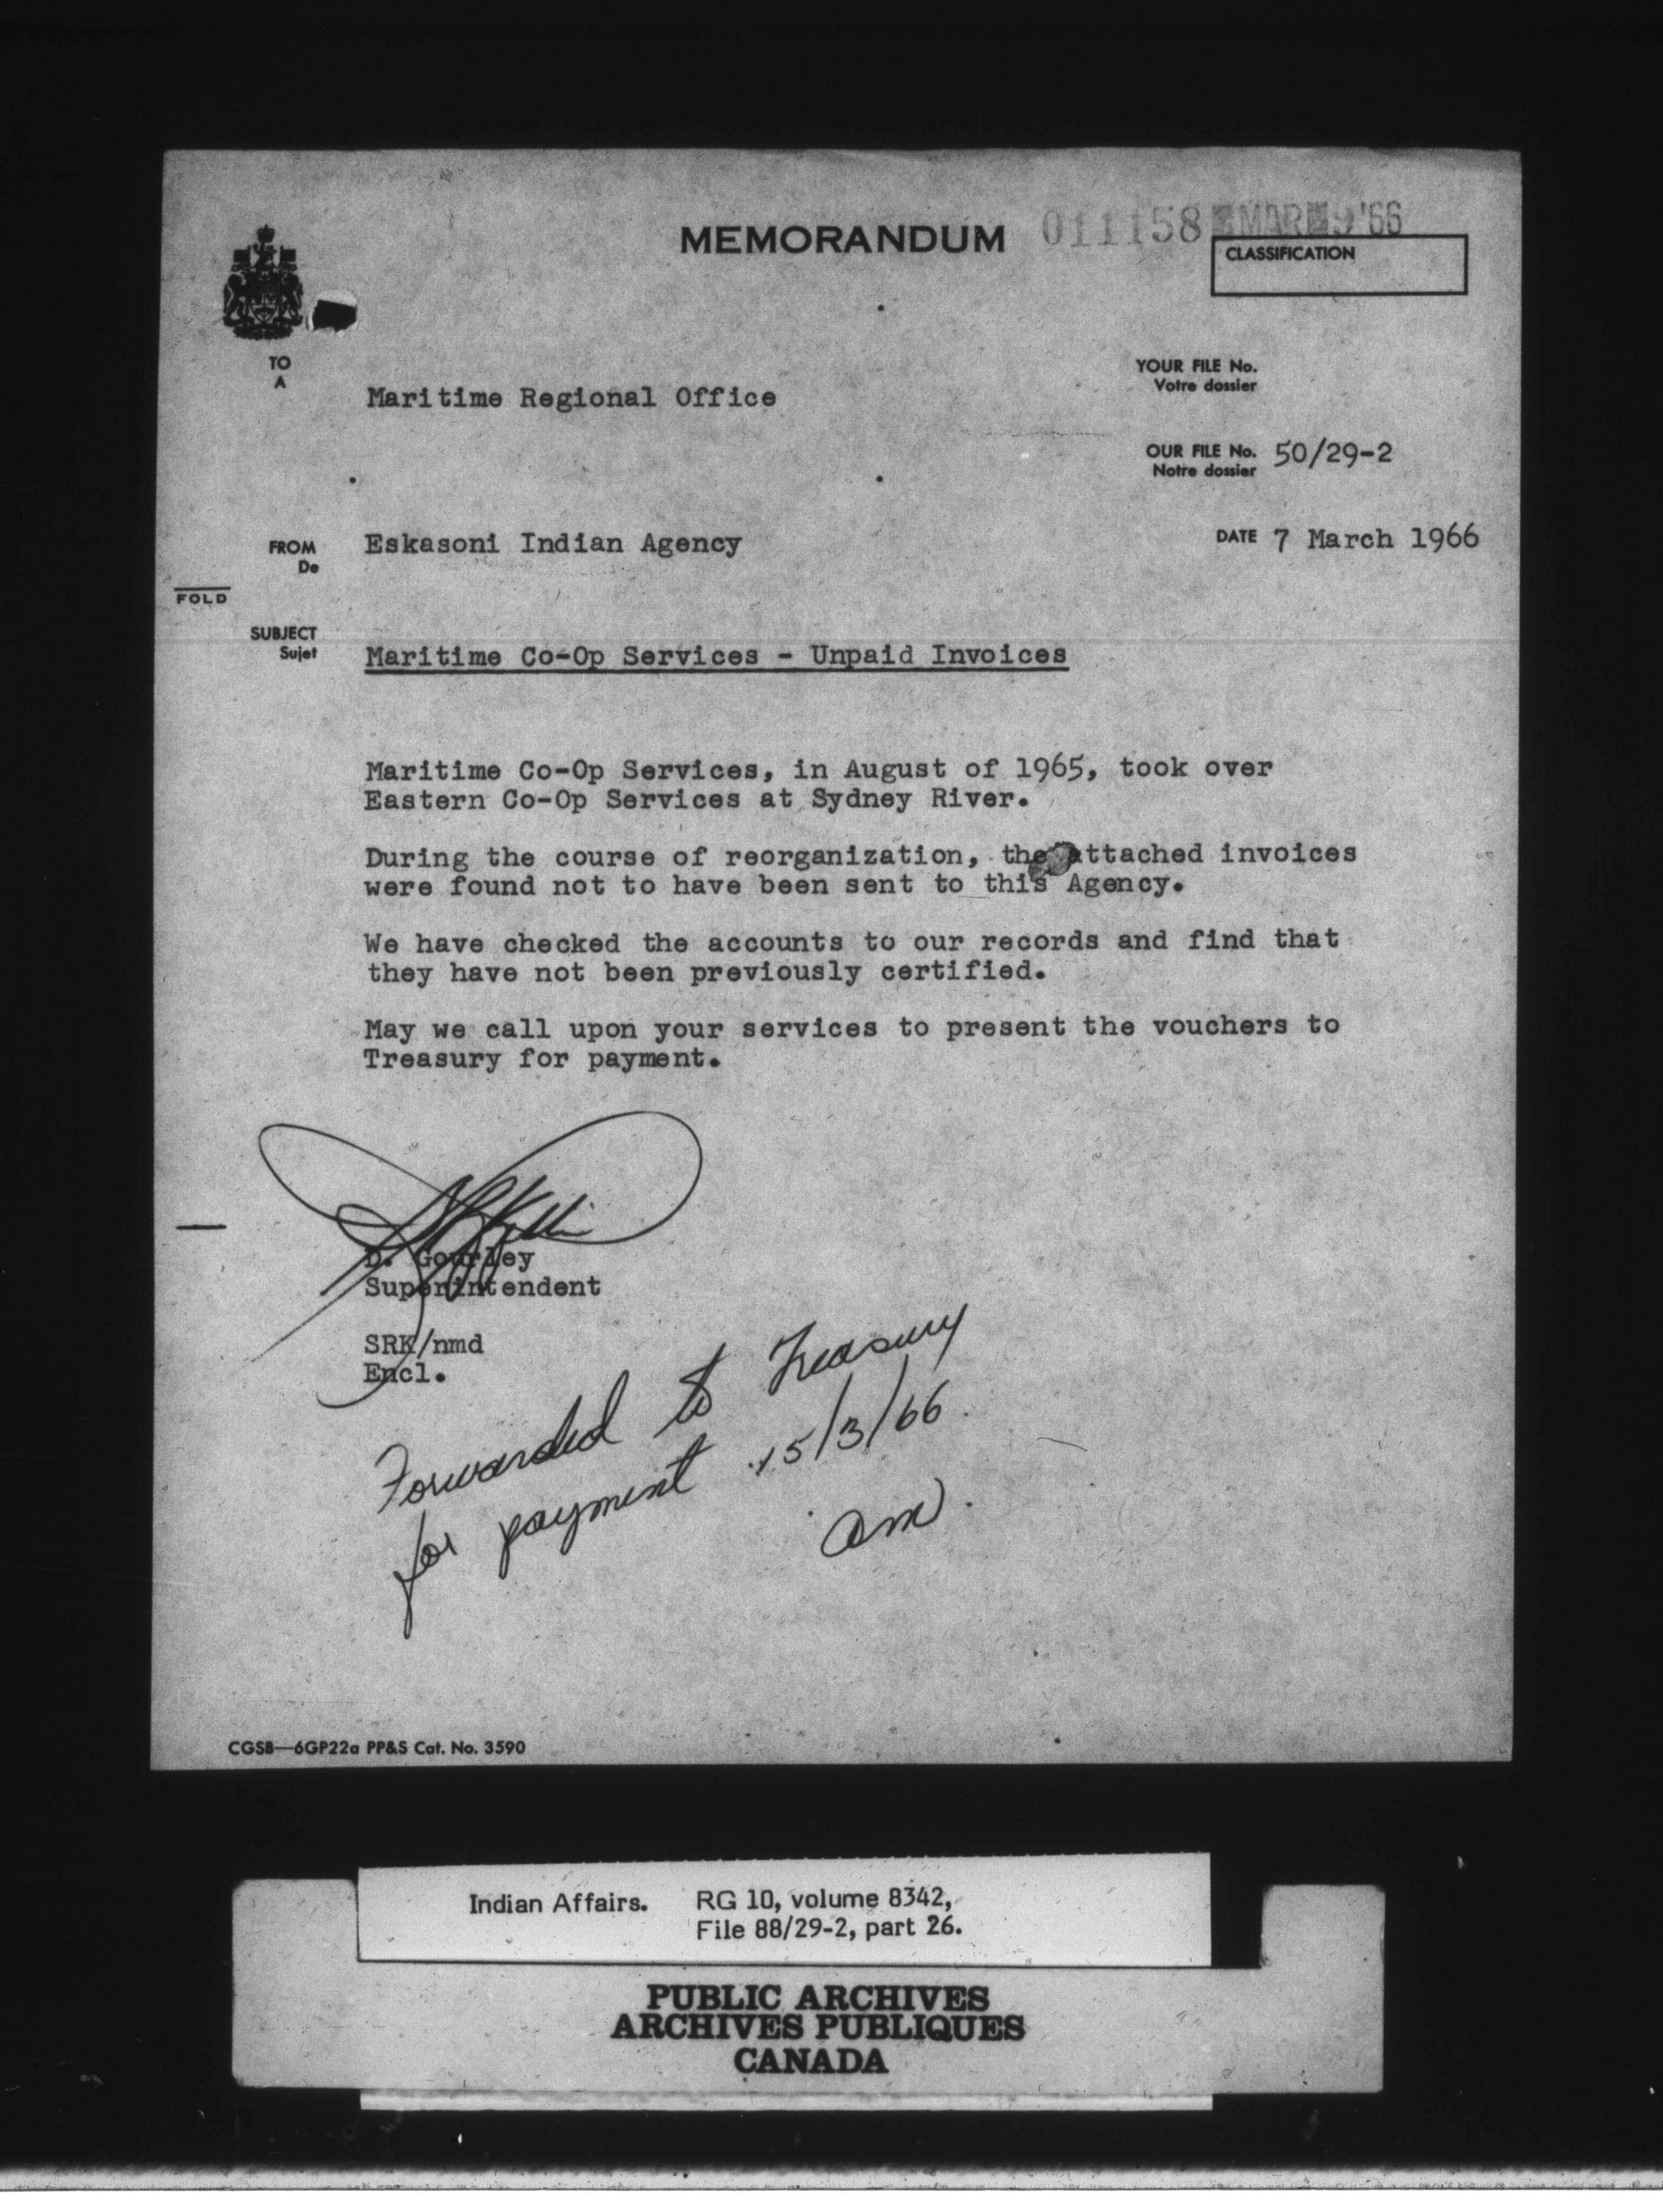 MEMORANDUM 011158 MAR 9 '66
CLASSIFICATION
TO
A
Maritime Regional Office
YOUR FILE No.
Votre dossier
OUR FILE No. 50/29-2
Notre dossier
FROM Eskasoni Indian Agency
De
DATE 7 March 1966
FOLD
SUBJECT
Sujet
Maritime Co-Op Services - Unpaid Invoices
Maritime Co-Op Services, in August of 1965, took over
Eastern Co-Op Services at Sydney River.
During the course of reorganization, the attached invoices
were found not to have been sent to this Agency.
We have checked the accounts to our records and find that
they have not been previously certified.
May we call upon your services to present the vouchers to
Treasury for payment.
D. Gourley
Superintendent
SRK/nmd
Encl.
Forwarded to Treasury
for payment 15/3/66.
am.
CGSB—6GP22a PP&S Cat. No. 3590
Indian Affairs. RG 10, volume 8342,
File 88/29-2, part 26.
PUBLIC ARCHIVES
ARCHIVES PUBLIQUES
CANADA